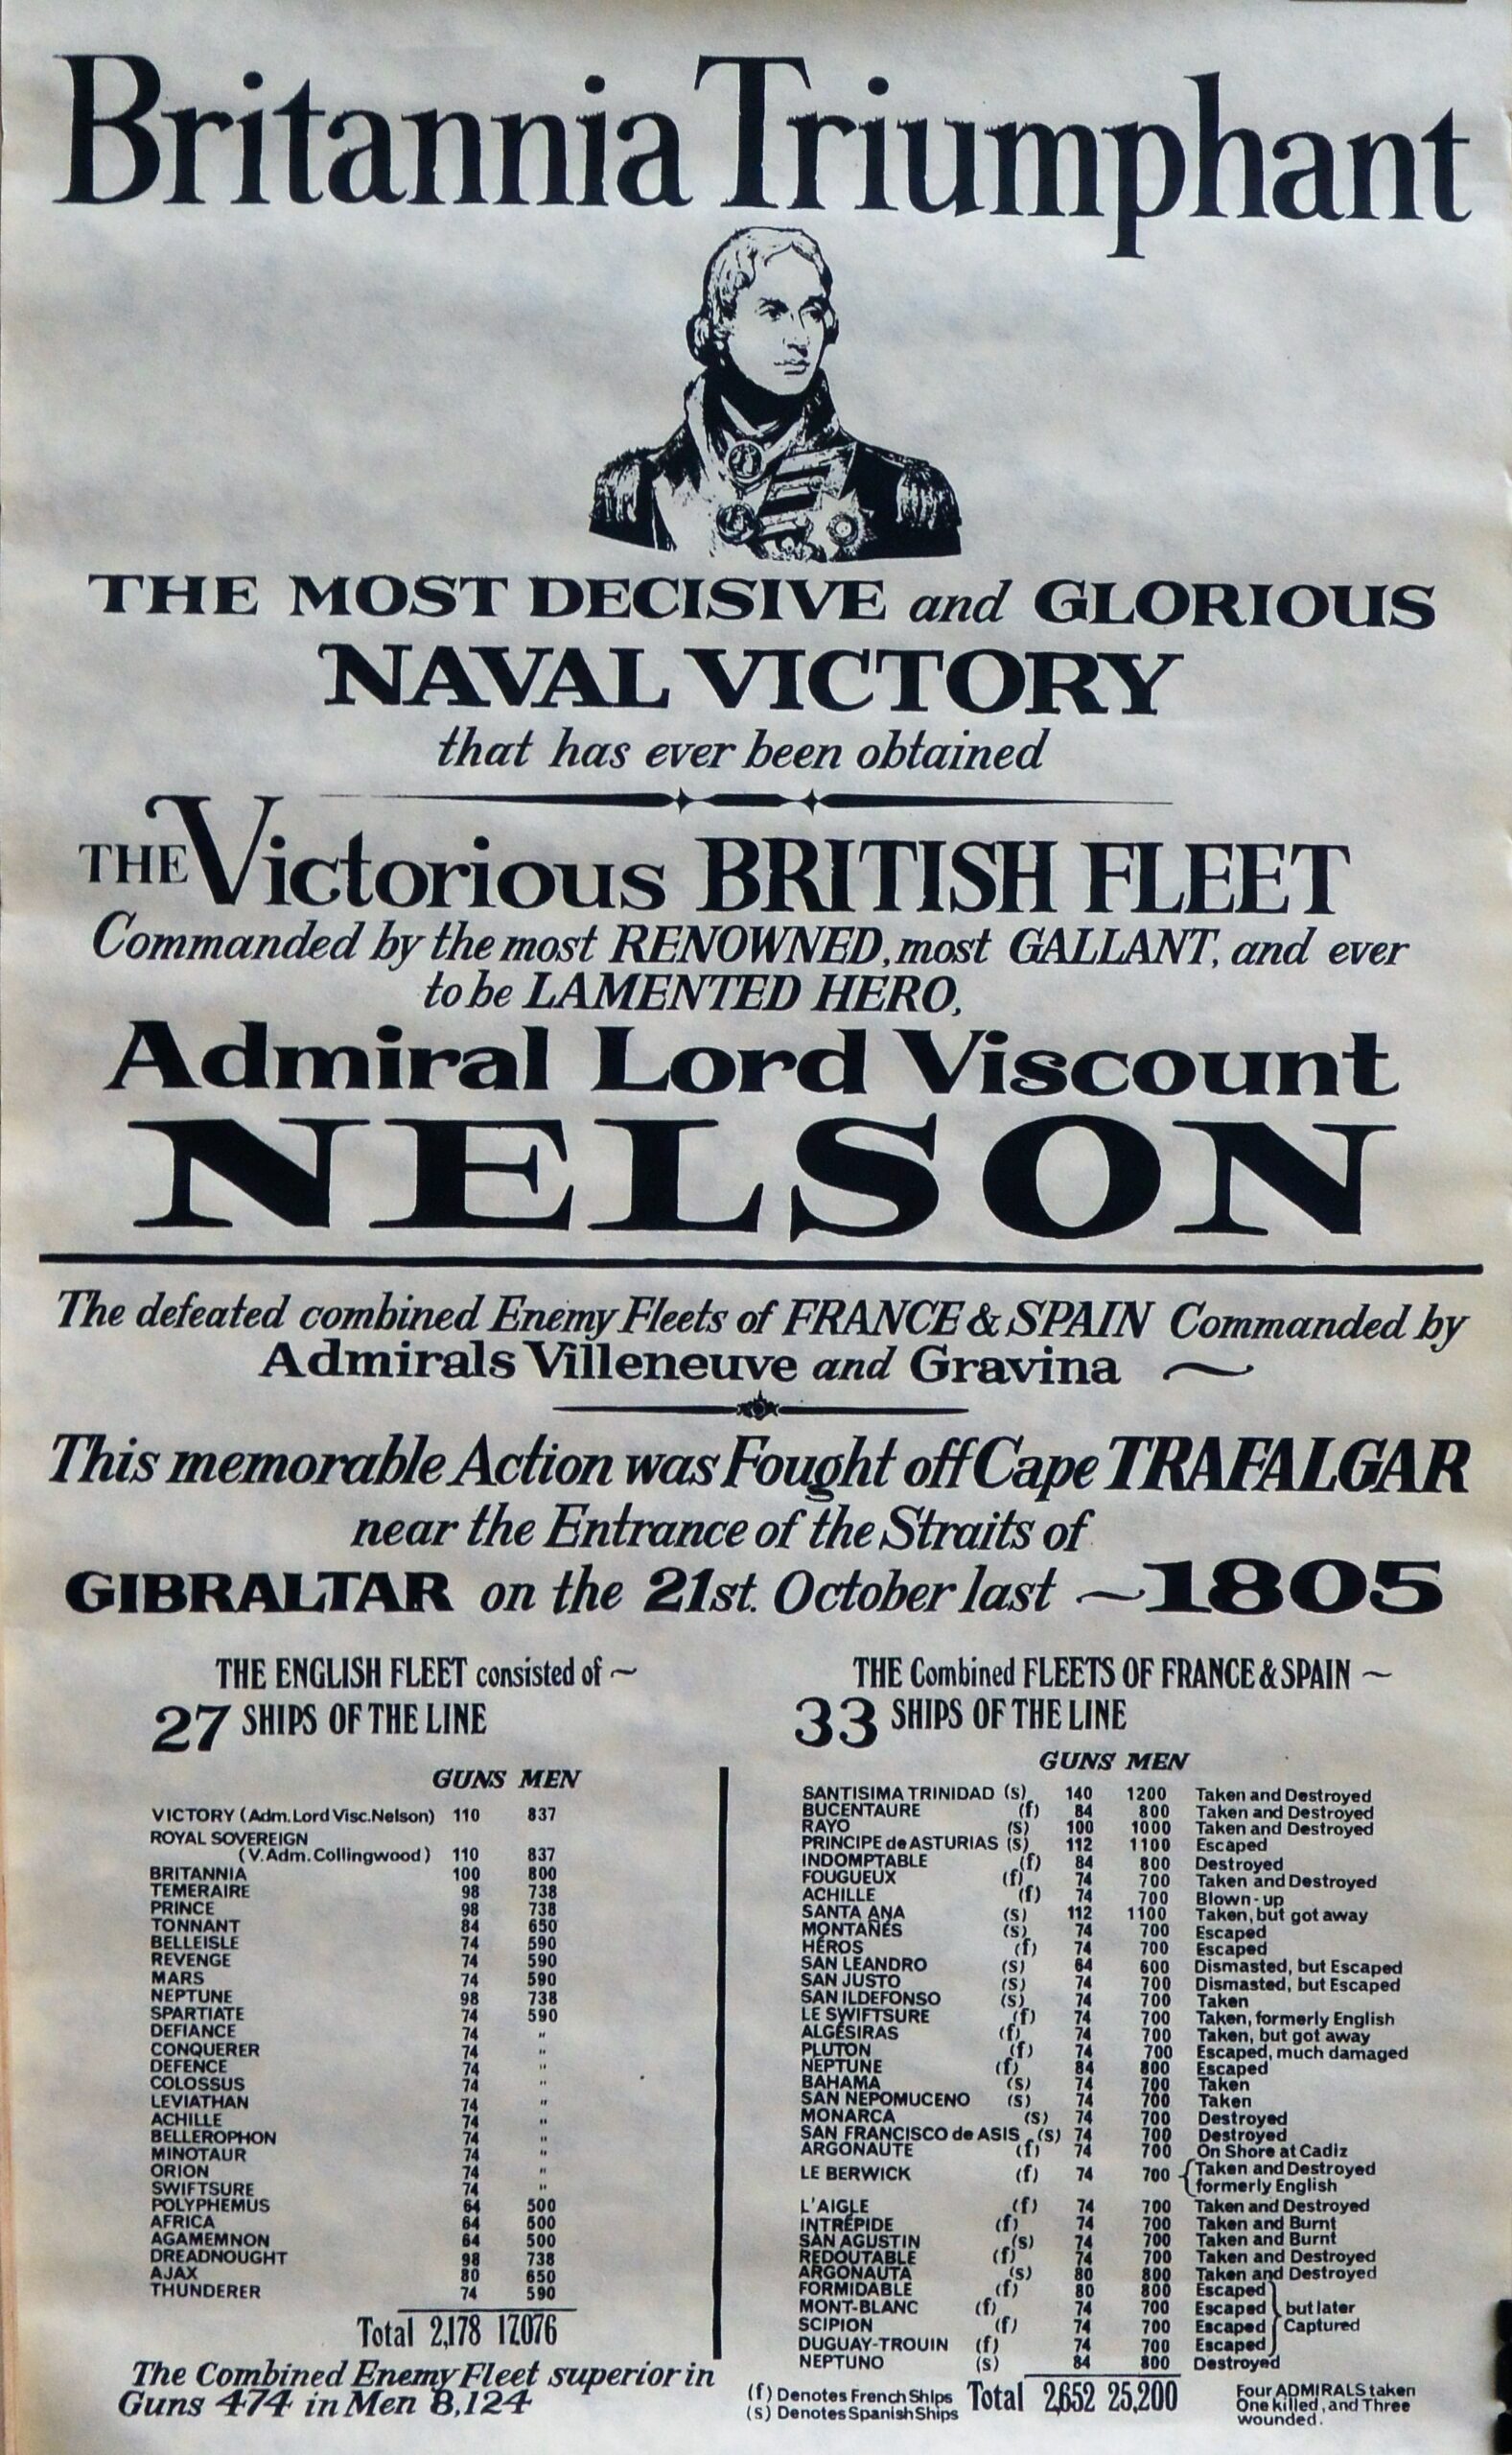 Britannia Triumphant
THE MOST DECISIVE and GLORIOUS
NAVAL VICTORY
that has ever been obtained
THE Victorious BRITISH FLEET
Commanded by the most RENOWNED, most GALLANT, and ever
to be LAMENTED HERO,
Admiral Lord Viscount
NELSON
The defeated combined Enemy Fleets of FRANCE & SPAIN Commanded by
Admirals Villeneuve and Gravina ~
This memorable Action was Fought off Cape TRAFALGAR
near the Entrance of the Straits of
GIBRALTAR on the 21st. October last ~1805
THE ENGLISH FLEET consisted of ~
27 SHIPS OF THE LINE
GUNS MEN
VICTORY (Adm. Lord Visc. Nelson) 110 837
ROYAL SOVEREIGN
(V. Adm. Collingwood) 110 837
BRITANNIA 100 800
TEMERAIRE 98 738
PRINCE 98 738
TONNANT 84 650
BELLEISLE 74 590
REVENGE 74 590
MARS 74 590
NEPTUNE 98 738
SPARTIATE 74 590
DEFIANCE 74 "
CONQUERER 74 "
DEFENCE 74 "
COLOSSUS 74 "
LEVIATHAN 74 "
ACHILLE 74 "
BELLEROPHON 74 "
MINOTAUR 74 "
ORION 74 "
SWIFTSURE 74 "
POLYPHEMUS 64 500
AFRICA 64 500
AGAMEMNON 64 500
DREADNOUGHT 98 738
AJAX 80 650
THUNDERER 74 590
Total 2,178 17,076
The Combined Enemy Fleet superior in
Guns 474 in Men 8,124
THE Combined FLEETS OF FRANCE & SPAIN ~
33 SHIPS OF THE LINE
GUNS MEN
SANTISIMA TRINIDAD (s) 140 1200 Taken and Destroyed
BUCENTAURE (f) 84 800 Taken and Destroyed
RAYO (s) 100 1000 Taken and Destroyed
PRINCIPE de ASTURIAS (s) 112 1100 Escaped
INDOMPTABLE (f) 84 800 Destroyed
FOUGUEUX (f) 74 700 Taken and Destroyed
ACHILLE (f) 74 700 Blown-up
SANTA ANA (s) 112 1100 Taken, but got away
MONTAÑES (s) 74 700 Escaped
HÉROS (f) 74 700 Escaped
SAN LEANDRO (s) 64 600 Dismasted, but Escaped
SAN JUSTO (s) 74 700 Dismasted, but Escaped
SAN ILDEFONSO (s) 74 700 Taken
LE SWIFTSURE (f) 74 700 Taken, formerly English
ALGÉSIRAS (f) 74 700 Taken, but got away
PLUTON (f) 74 700 Escaped, much damaged
NEPTUNE (f) 84 800 Escaped
BAHAMA (s) 74 700 Taken
SAN NEPOMUCENO (s) 74 700 Taken
MONARCA (s) 74 700 Destroyed
SAN FRANCISCO de ASIS (s) 74 700 Destroyed
ARGONAUTE (f) 74 700 On Shore at Cadiz
LE BERWICK (f) 74 700 { Taken and Destroyed
formerly English
L'AIGLE (f) 74 700 Taken and Destroyed
INTRÉPIDE (f) 74 700 Taken and Burnt
SAN AGUSTIN (s) 74 700 Taken and Burnt
REDOUTABLE (f) 74 700 Taken and Destroyed
ARGONAUTA (s) 80 800 Taken and Destroyed
FORMIDABLE (f) 80 800 Escaped
MONT-BLANC (f) 74 700 Escaped } but later
SCIPION (f) 74 700 Escaped } Captured
DUGUAY-TROUIN (f) 74 700 Escaped
NEPTUNO (s) 84 800 Destroyed
(f) Denotes French Ships
(s) Denotes Spanish Ships
Total 2,652 25,200
Four ADMIRALS taken
One killed, and Three
wounded.